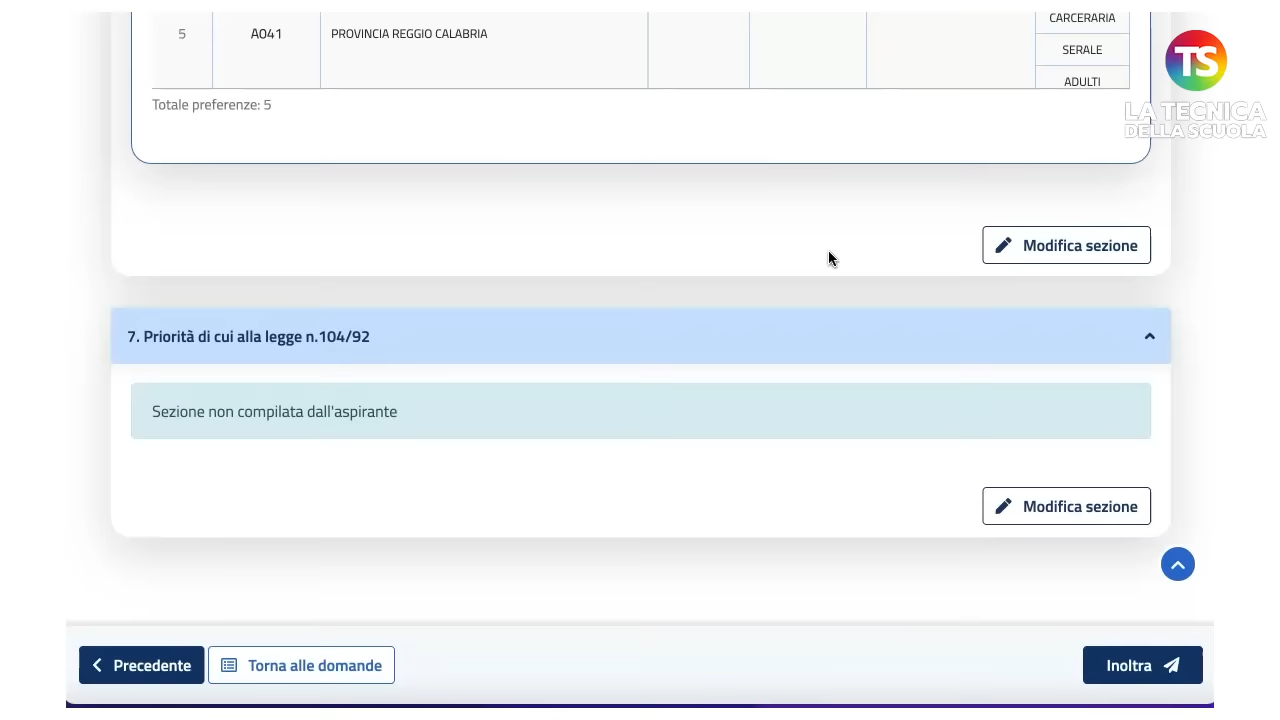 CARCERARIA
5 A041 PROVINCIA REGGIO CALABRIA
SERALE
ADULTI
Totale preferenze: 5
TS
LA TECNICA
DELLA SCUOLA
Modifica sezione
7. Priorità di cui alla legge n.104/92
Sezione non compilata dall'aspirante
Modifica sezione
Precedente Torna alle domande Inoltra